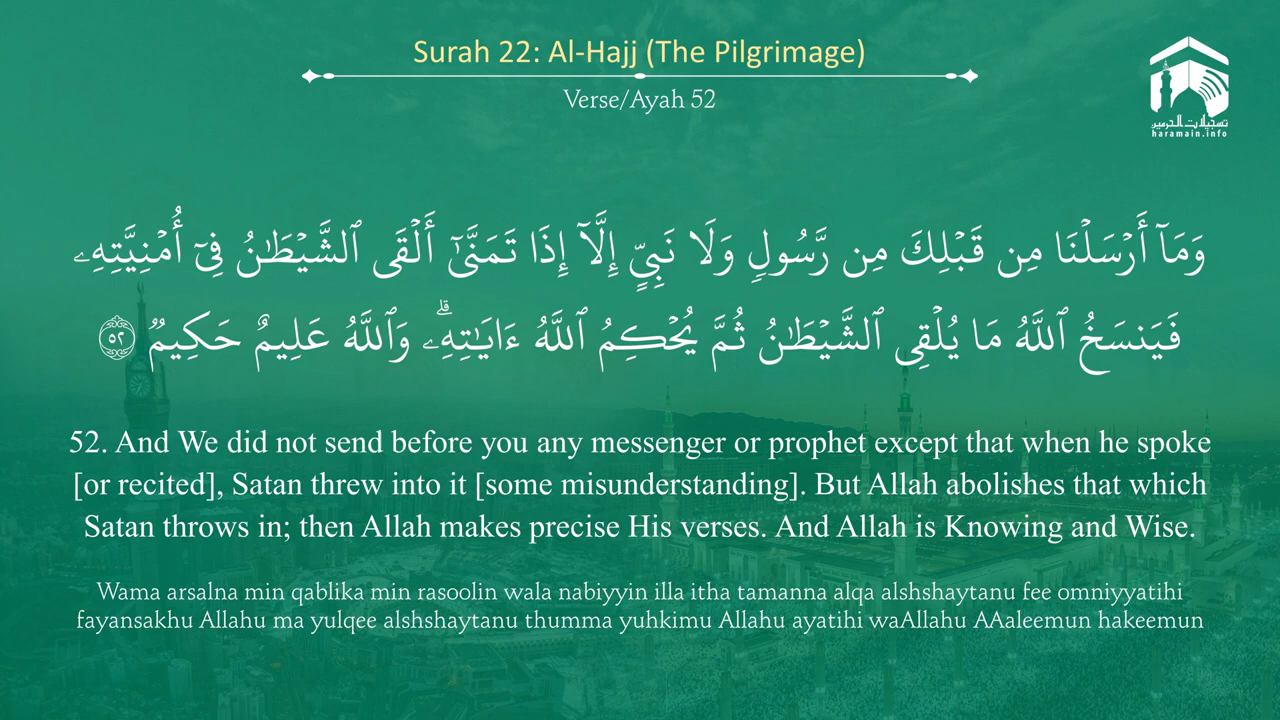 Surah 22: Al-Hajj (The Pilgrimage)
Verse/Ayah 52
تسجيلات الحرمين
haramain.info
وَمَآ أَرۡسَلۡنَا مِن قَبۡلِكَ مِن رَّسُولٖ وَلَا نَبِيٍّ إِلَّآ إِذَا تَمَنَّىٰٓ أَلۡقَى ٱلشَّيۡطَٰنُ فِيٓ أُمۡنِيَّتِهِۦ
فَيَنسَخُ ٱللَّهُ مَا يُلۡقِي ٱلشَّيۡطَٰنُ ثُمَّ يُحۡكِمُ ٱللَّهُ ءَايَٰتِهِۦۗ وَٱللَّهُ عَلِيمٌ حَكِيمٞ ٥٢
52. And We did not send before you any messenger or prophet except that when he spoke
[or recited], Satan threw into it [some misunderstanding]. But Allah abolishes that which
Satan throws in; then Allah makes precise His verses. And Allah is Knowing and Wise.
Wama arsalna min qablika min rasoolin wala nabiyyin illa itha tamanna alqa alshshaytanu fee omniyyatihi
fayansakhu Allahu ma yulqee alshshaytanu thumma yuhkimu Allahu ayatihi waAllahu AAaleemun hakeemun